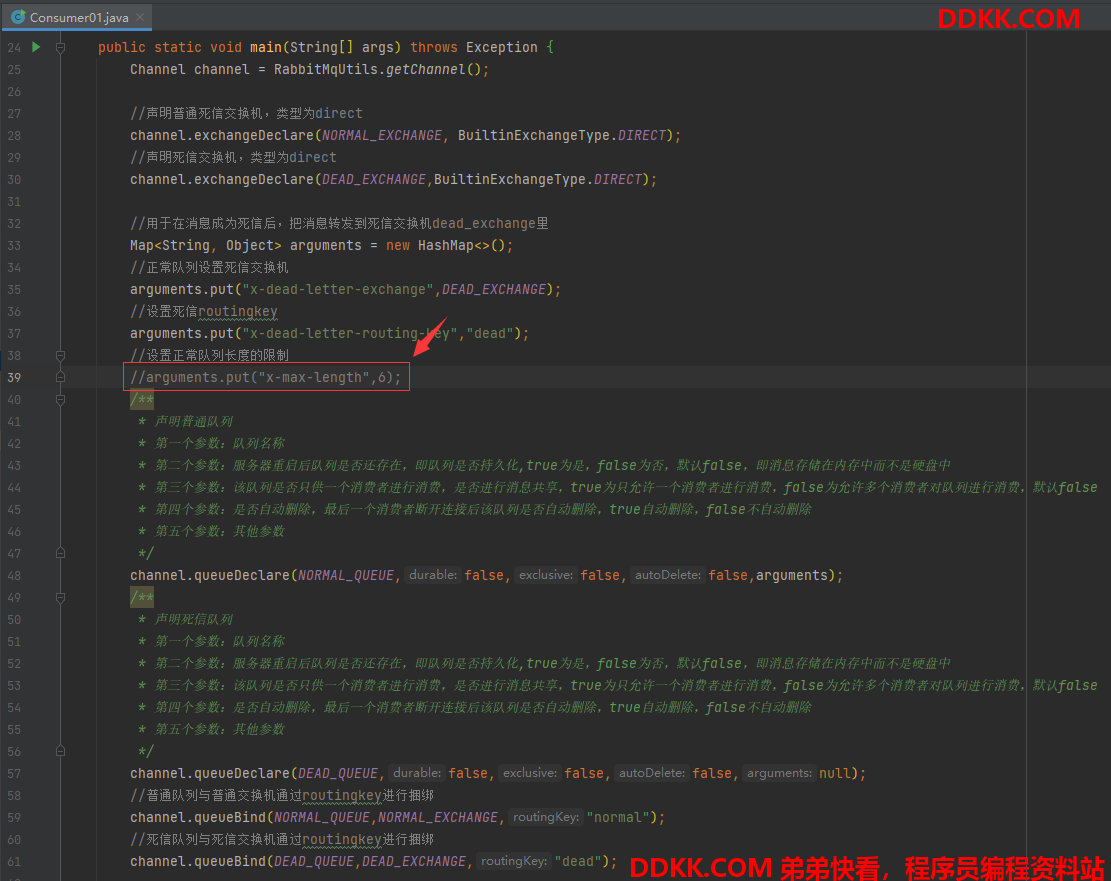 Consumer01.java
DDKK.COM
24 public static void main(String[] args) throws Exception {
25 Channel channel = RabbitMqUtils.getChannel();
26
27 //声明普通死信交换机，类型为direct
28 channel.exchangeDeclare(NORMAL_EXCHANGE, BuiltinExchangeType.DIRECT);
29 //声明死信交换机，类型为direct
30 channel.exchangeDeclare(DEAD_EXCHANGE,BuiltinExchangeType.DIRECT);
31
32 //用于在消息成为死信后，把消息转发到死信交换机dead_exchange里
33 Map<String, Object> arguments = new HashMap<>();
34 //正常队列设置死信交换机
35 arguments.put("x-dead-letter-exchange",DEAD_EXCHANGE);
36 //设置死信routingkey
37 arguments.put("x-dead-letter-routing-key","dead");
38 //设置正常队列长度的限制
39 //arguments.put("x-max-length",6);
40 /**
41 * 声明普通队列
42 * 第一个参数：队列名称
43 * 第二个参数：服务器重启后队列是否还存在，即队列是否持久化,true为是，false为否，默认false，即消息存储在内存中而不是硬盘中
44 * 第三个参数：该队列是否只供一个消费者进行消费，是否进行消息共享，true为只允许一个消费者进行消费，false为允许多个消费者对队列进行消费，默认false
45 * 第四个参数：是否自动删除，最后一个消费者断开连接后该队列是否自动删除，true自动删除，false不自动删除
46 * 第五个参数：其他参数
47 */
48 channel.queueDeclare(NORMAL_QUEUE, durable: false, exclusive: false, autoDelete: false,arguments);
49 /**
50 * 声明死信队列
51 * 第一个参数：队列名称
52 * 第二个参数：服务器重启后队列是否还存在，即队列是否持久化,true为是，false为否，默认false，即消息存储在内存中而不是硬盘中
53 * 第三个参数：该队列是否只供一个消费者进行消费，是否进行消息共享，true为只允许一个消费者进行消费，false为允许多个消费者对队列进行消费，默认false
54 * 第四个参数：是否自动删除，最后一个消费者断开连接后该队列是否自动删除，true自动删除，false不自动删除
55 * 第五个参数：其他参数
56 */
57 channel.queueDeclare(DEAD_QUEUE, durable: false, exclusive: false, autoDelete: false, arguments: null);
58 //普通队列与普通交换机通过routingkey进行捆绑
59 channel.queueBind(NORMAL_QUEUE,NORMAL_EXCHANGE, routingKey: "normal");
60 //死信队列与死信交换机通过routingkey进行捆绑
61 channel.queueBind(DEAD_QUEUE,DEAD_EXCHANGE, routingKey: "dead");
DDKK.COM 弟弟快看，程序员编程资料站